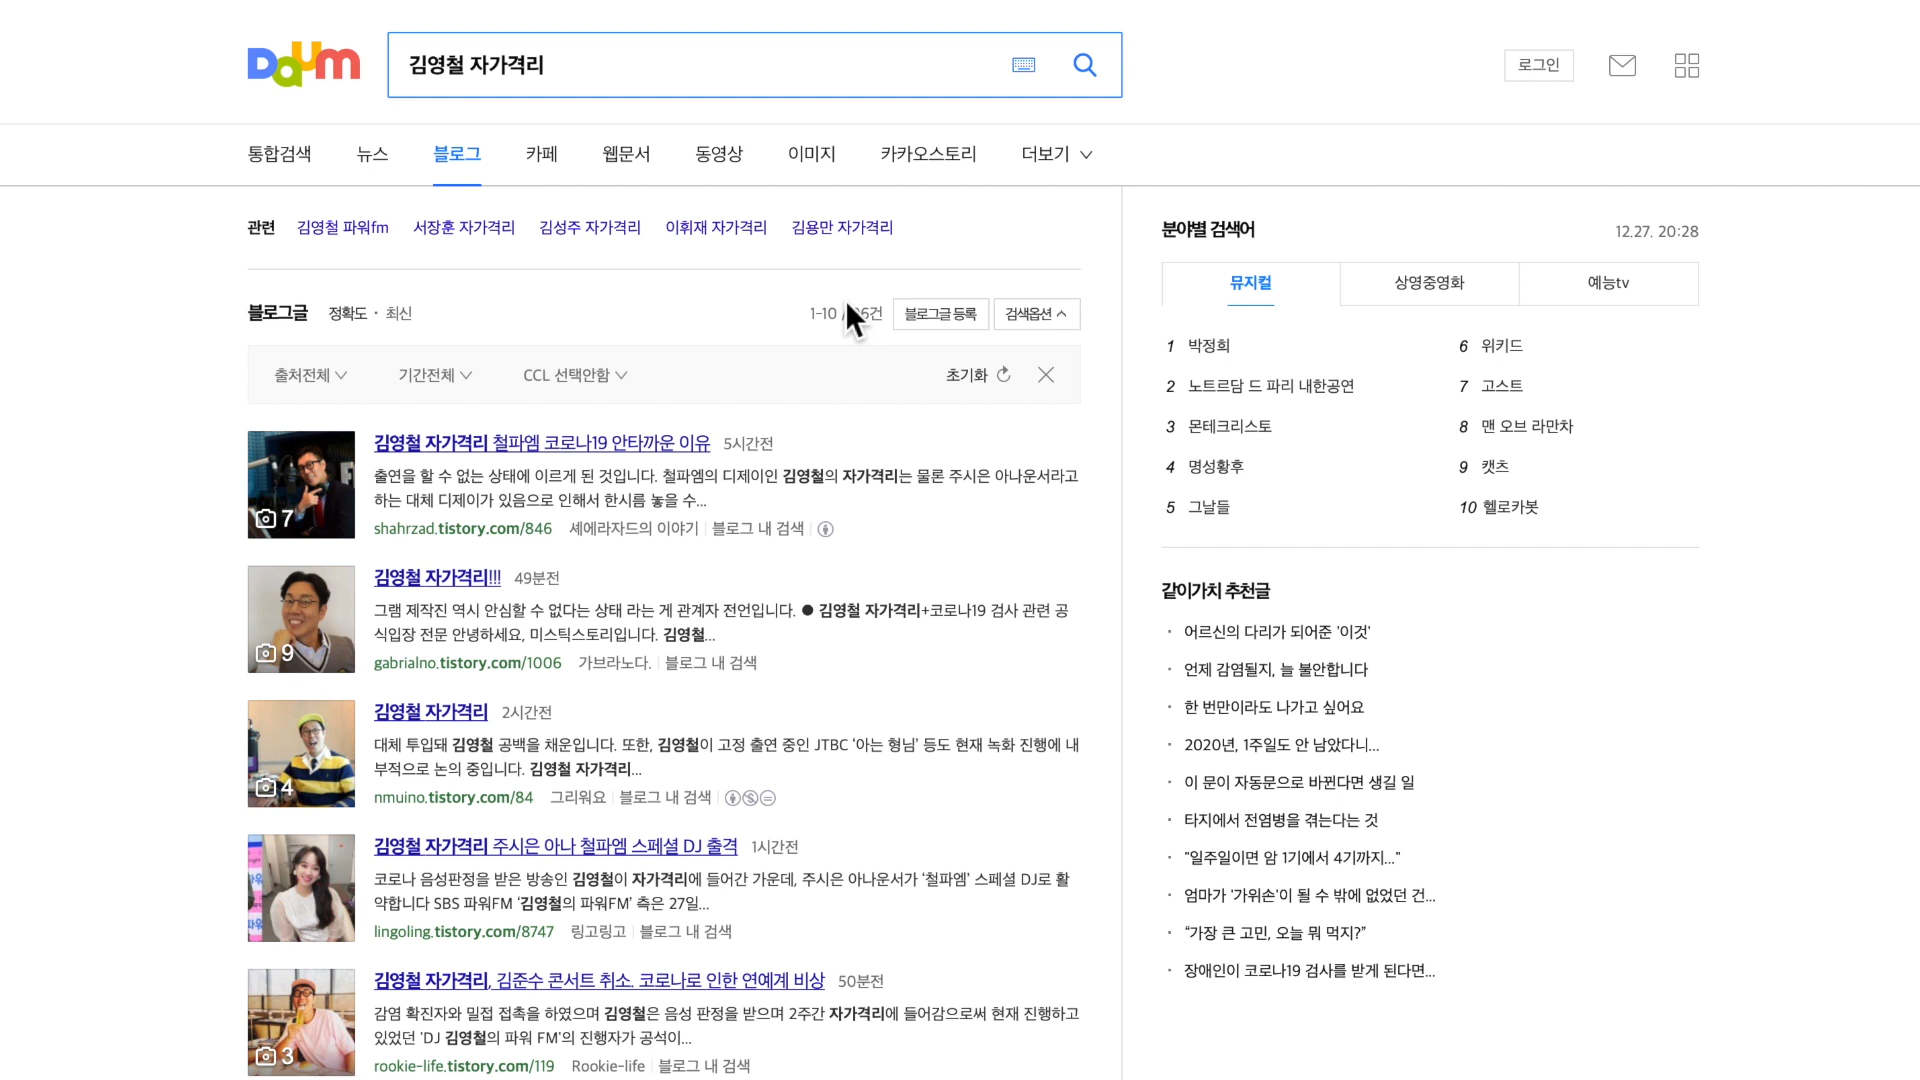 Daum
김영철 자가격리
로그인
통합검색 뉴스 블로그 카페 웹문서 동영상 이미지 카카오스토리 더보기
관련 김영철 파워fm 서장훈 자가격리 김성주 자가격리 이휘재 자가격리 김용만 자가격리
블로그글 정확도 · 최신 1-10 블로그글 등록 검색옵션
출처전체 기간전체 CCL 선택안함 초기화
7
김영철 자가격리 철파엠 코로나19 안타까운 이유 5시간전
출연을 할 수 없는 상태에 이르게 된 것입니다. 철파엠의 디제이인 김영철의 자가격리는 물론 주시은 아나운서라고
하는 대체 디제이가 있음으로 인해서 한시름 놓을 수...
shahrzad.tistory.com/846 셰에라자드의 이야기 | 블로그 내 검색
9
김영철 자가격리!!! 49분전
그램 제작진 역시 안심할 수 없다는 상태 라는 게 관계자 전언입니다. ● 김영철 자가격리+코로나19 검사 관련 공
식입장 전문 안녕하세요, 미스틱스토리입니다. 김영철...
gabrialno.tistory.com/1006 가브라노다. | 블로그 내 검색
4
김영철 자가격리 2시간전
대체 투입돼 김영철 공백을 채운입니다. 또한, 김영철이 고정 출연 중인 JTBC ‘아는 형님’ 등도 현재 녹화 진행에 내
부적으로 논의 중입니다. 김영철 자가격리...
nmuino.tistory.com/84 그리워요 | 블로그 내 검색
김영철 자가격리 주시은 아나 철파엠 스페셜 DJ 출격 1시간전
코로나 음성판정을 받은 방송인 김영철이 자가격리에 들어간 가운데, 주시은 아나운서가 ‘철파엠’ 스페셜 DJ로 활
약합니다 SBS 파워FM ‘김영철의 파워FM’ 측은 27일...
lingoling.tistory.com/8747 링고링고 | 블로그 내 검색
3
김영철 자가격리, 김준수 콘서트 취소. 코로나로 인한 연예계 비상 50분전
감염 확진자와 밀접 접촉을 하였으며 김영철은 음성 판정을 받으며 2주간 자가격리에 들어감으로써 현재 진행하고
있었던 'DJ 김영철의 파워 FM'의 진행자가 공석이...
rookie-life.tistory.com/119 Rookie-life | 블로그 내 검색
분야별 검색어 12.27. 20:28
뮤지컬 상영중영화 예능tv
1 박정희
2 노트르담 드 파리 내한공연
3 몬테크리스토
4 명성황후
5 그날들
6 위키드
7 고스트
8 맨 오브 라만차
9 캣츠
10 헬로카봇
같이가치 추천글
· 어르신의 다리가 되어준 '이것'
· 언제 감염될지, 늘 불안합니다
· 한 번만이라도 나가고 싶어요
· 2020년, 1주일도 안 남았다니...
· 이 문이 자동문으로 바뀐다면 생길 일
· 타지에서 전염병을 겪는다는 것
· "일주일이면 암 1기에서 4기까지..."
· 엄마가 '가위손'이 될 수 밖에 없었던 건...
· “가장 큰 고민, 오늘 뭐 먹지?”
· 장애인이 코로나19 검사를 받게 된다면...